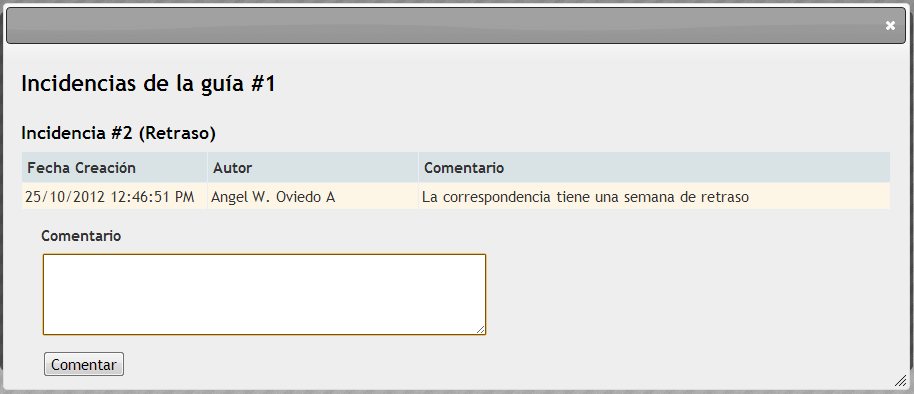 Incidencias de la guía #1
Incidencia #2 (Retraso)
Fecha Creación Autor Comentario
25/10/2012 12:46:51 PM Angel W. Oviedo A La correspondencia tiene una semana de retraso
Comentario
Comentar